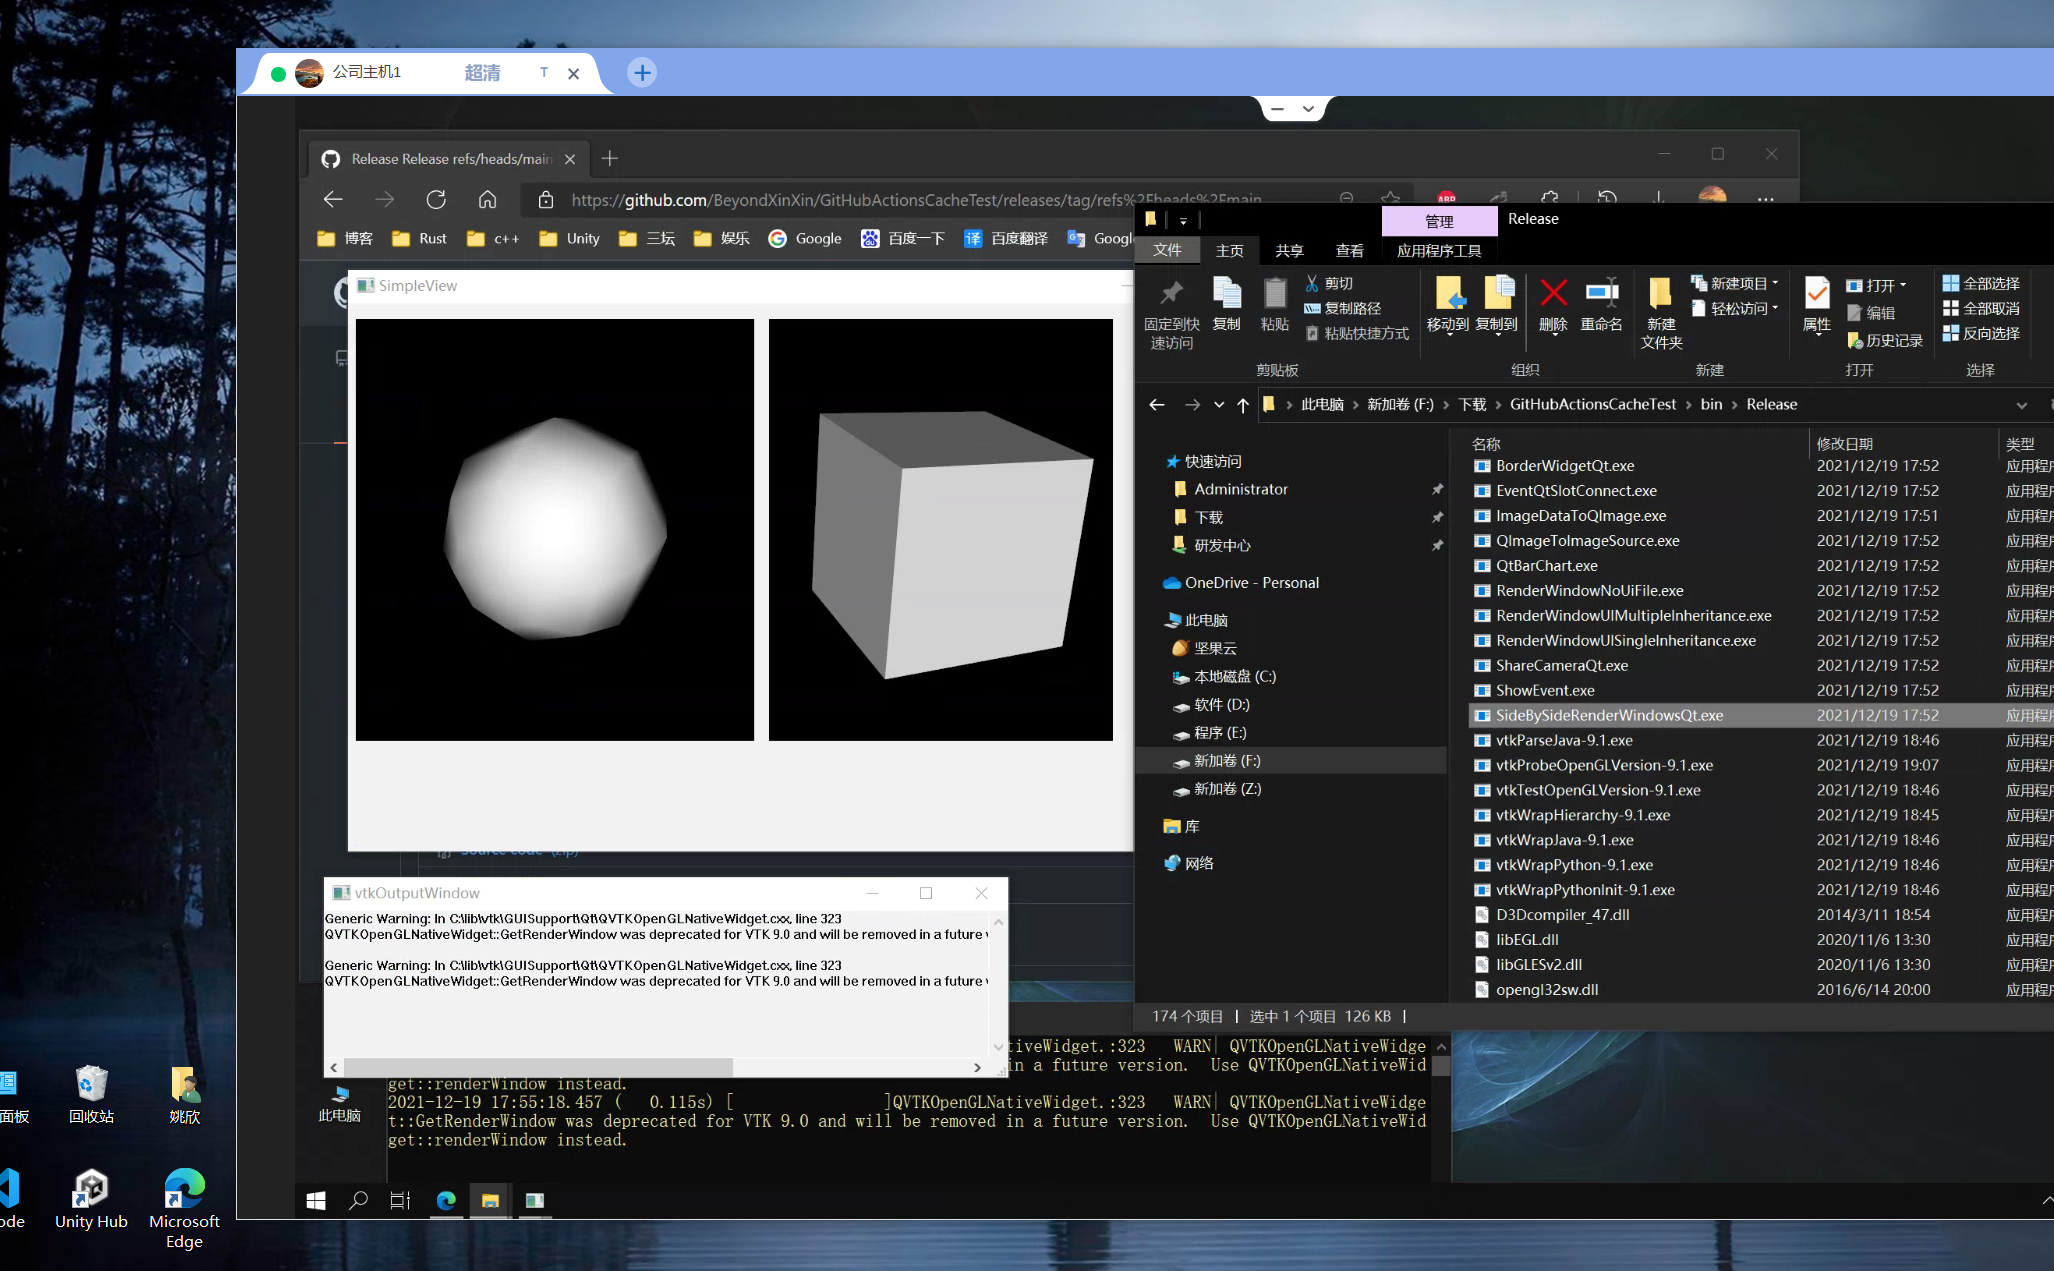 公司主机1
超清
T
Release Release refs/heads/main
https://github.com/BeyondXinXin/GitHubActionsCacheTest/releases/tag/refs%2Fheads%2Fmain
ABP
博客
Rust
c++
Unity
三坛
娱乐
Google
百度一下
译 百度翻译
Google
管理
Release
文件
主页
共享
查看
应用程序工具
固定到快
速访问
复制
粘贴
剪切
复制路径
粘贴快捷方式
移动到
复制到
删除
重命名
新建
文件夹
新建项目
轻松访问
属性
打开
编辑
历史记录
全部选择
全部取消
反向选择
剪贴板
组织
新建
打开
选择
此电脑
新加卷 (F:)
下载
GitHubActionsCacheTest
bin
Release
SimpleView
快速访问
Administrator
下载
研发中心
OneDrive - Personal
此电脑
坚果云
本地磁盘 (C:)
软件 (D:)
程序 (E:)
新加卷 (F:)
新加卷 (Z:)
库
网络
名称 修改日期 类型
BorderWidgetQt.exe 2021/12/19 17:52 应用程序
EventQtSlotConnect.exe 2021/12/19 17:52 应用程序
ImageDataToQImage.exe 2021/12/19 17:51 应用程序
QImageToImageSource.exe 2021/12/19 17:52 应用程序
QtBarChart.exe 2021/12/19 17:52 应用程序
RenderWindowNoUiFile.exe 2021/12/19 17:52 应用程序
RenderWindowUIMultipleInheritance.exe 2021/12/19 17:52 应用程序
RenderWindowUISingleInheritance.exe 2021/12/19 17:52 应用程序
ShareCameraQt.exe 2021/12/19 17:52 应用程序
ShowEvent.exe 2021/12/19 17:52 应用程序
SideBySideRenderWindowsQt.exe 2021/12/19 17:52 应用程序
vtkParseJava-9.1.exe 2021/12/19 18:46 应用程序
vtkProbeOpenGLVersion-9.1.exe 2021/12/19 19:07 应用程序
vtkTestOpenGLVersion-9.1.exe 2021/12/19 18:46 应用程序
vtkWrapHierarchy-9.1.exe 2021/12/19 18:45 应用程序
vtkWrapJava-9.1.exe 2021/12/19 18:46 应用程序
vtkWrapPython-9.1.exe 2021/12/19 18:46 应用程序
vtkWrapPythonInit-9.1.exe 2021/12/19 18:46 应用程序
D3Dcompiler_47.dll 2014/3/11 18:54 应用程序
libEGL.dll 2020/11/6 13:30 应用程序
libGLESv2.dll 2020/11/6 13:30 应用程序
opengl32sw.dll 2016/6/14 20:00 应用程序
174 个项目
选中 1 个项目 126 KB
Source code (zip)
vtkOutputWindow
Generic Warning: In C:\lib\vtk\GUISupport\Qt\QVTKOpenGLNativeWidget.cxx, line 323
QVTKOpenGLNativeWidget::GetRenderWindow was deprecated for VTK 9.0 and will be removed in a future
Generic Warning: In C:\lib\vtk\GUISupport\Qt\QVTKOpenGLNativeWidget.cxx, line 323
QVTKOpenGLNativeWidget::GetRenderWindow was deprecated for VTK 9.0 and will be removed in a future
tiveWidget.:323 WARN| QVTKOpenGLNativeWidge
in a future version. Use QVTKOpenGLNativeWid
get::renderWindow instead.
2021-12-19 17:55:18.457 ( 0.115s) [ ]QVTKOpenGLNativeWidget.:323 WARN| QVTKOpenGLNativeWidge
t::GetRenderWindow was deprecated for VTK 9.0 and will be removed in a future version. Use QVTKOpenGLNativeWid
get::renderWindow instead.
此电脑
面板
回收站
姚欣
ode
Unity Hub
Microsoft
Edge